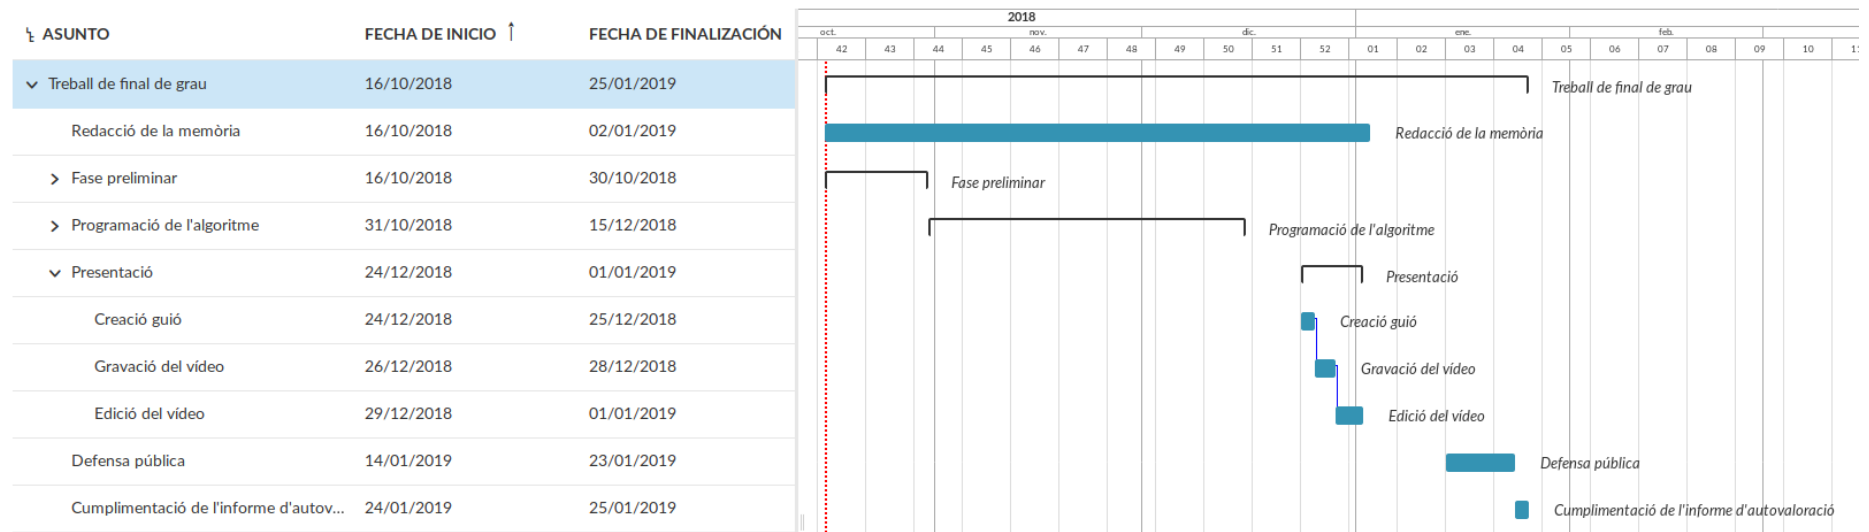 ASUNTO FECHA DE INICIO FECHA DE FINALIZACIÓN
2018
oct. nov. dic. ene. feb.
42 43 44 45 46 47 48 49 50 51 52 01 02 03 04 05 06 07 08 09 10
Treball de final de grau 16/10/2018 25/01/2019 Treball de final de grau
Redacció de la memòria 16/10/2018 02/01/2019 Redacció de la memòria
Fase preliminar 16/10/2018 30/10/2018 Fase preliminar
Programació de l'algoritme 31/10/2018 15/12/2018 Programació de l'algoritme
Presentació 24/12/2018 01/01/2019 Presentació
Creació guió 24/12/2018 25/12/2018 Creació guió
Gravació del vídeo 26/12/2018 28/12/2018 Gravació del vídeo
Edició del vídeo 29/12/2018 01/01/2019 Edició del vídeo
Defensa pública 14/01/2019 23/01/2019 Defensa pública
Cumplimentació de l'informe d'autov... 24/01/2019 25/01/2019 Cumplimentació de l'informe d'autovaloració